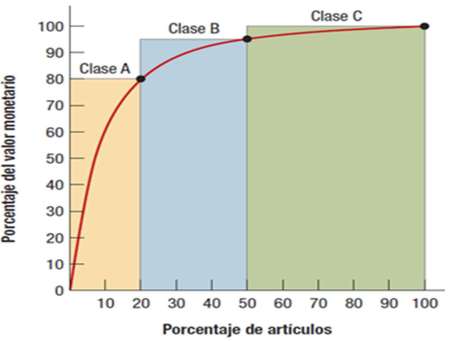 Clase C
Clase B
Clase A
Porcentaje del valor monetario
100
90
80
70
60
50
40
30
20
10
0
10 20 30 40 50 60 70 80 90 100
Porcentaje de artículos